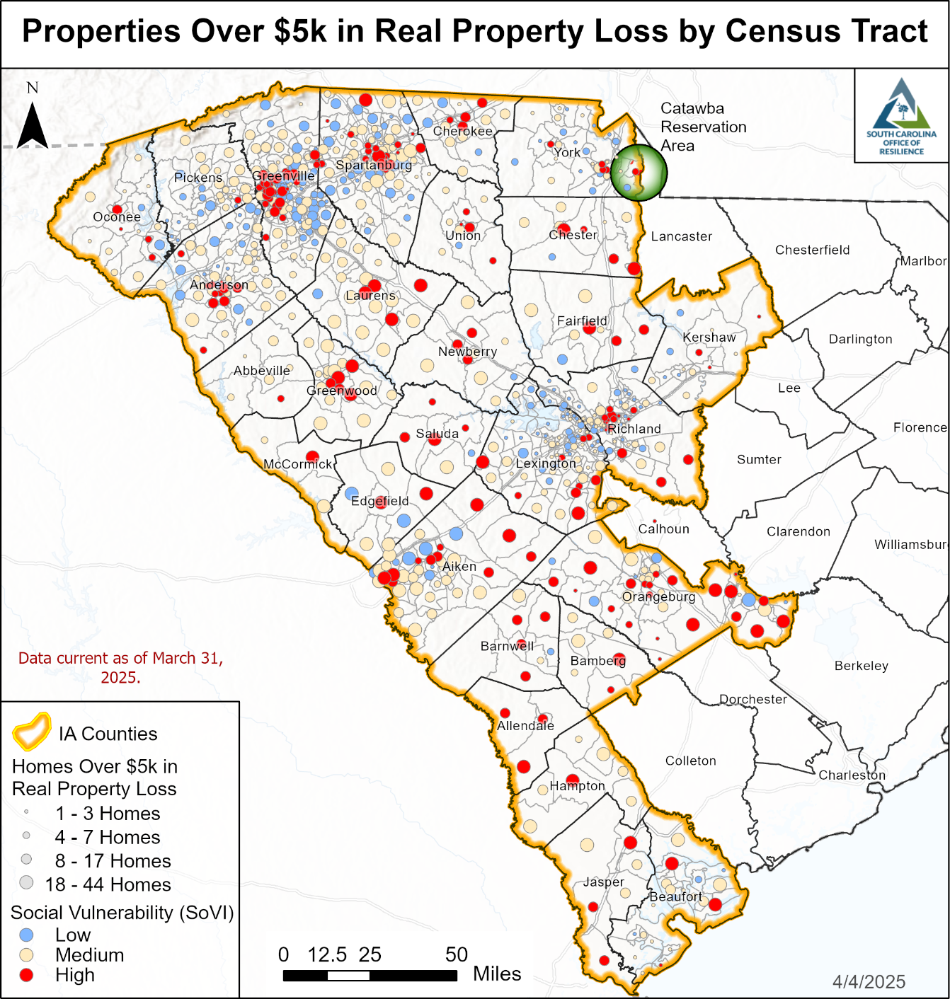 Properties Over $5k in Real Property Loss by Census Tract
N
Catawba
Reservation
Area
SOUTH CAROLINA
OFFICE OF
RESILIENCE
Cherokee
York
Spartanburg
Greenville
Pickens
Oconee
Union
Chester
Lancaster
Chesterfield
Marlbor
Anderson
Laurens
Fairfield
Kershaw
Darlington
Newberry
Abbeville
Greenwood
Lee
Richland
Florence
Saluda
McCormick
Lexington
Sumter
Edgefield
Calhoun
Clarendon
Williamsbur
Aiken
Orangeburg
Barnwell
Bamberg
Berkeley
Dorchester
Allendale
Colleton
Charleston
Hampton
Jasper
Beaufort
Data current as of March 31,
2025.
IA Counties
Homes Over $5k in
Real Property Loss
1 - 3 Homes
4 - 7 Homes
8 - 17 Homes
18 - 44 Homes
Social Vulnerability (SoVI)
Low
Medium
High
0 12.5 25 50
Miles
4/4/2025